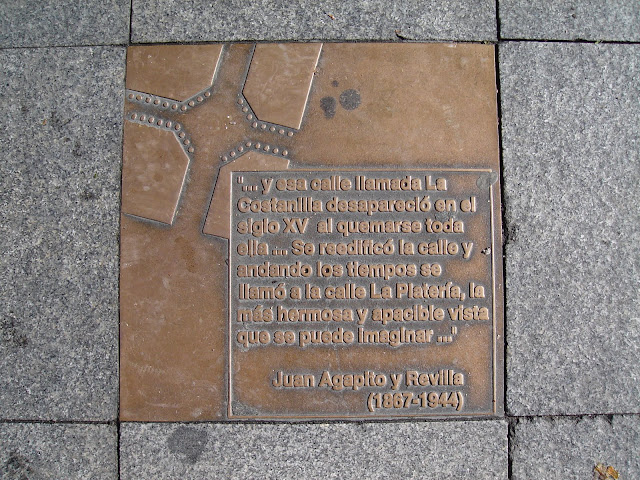 "... y esa calle llamada La
Costanilla desapareció en el
siglo XV al quemarse toda
ella ... Se reedificó la calle y
andando los tiempos se
llamó a la calle La Platería, la
más hermosa y apacible vista
que se puede imaginar ..."
Juan Agapito y Revilla
(1867-1944)